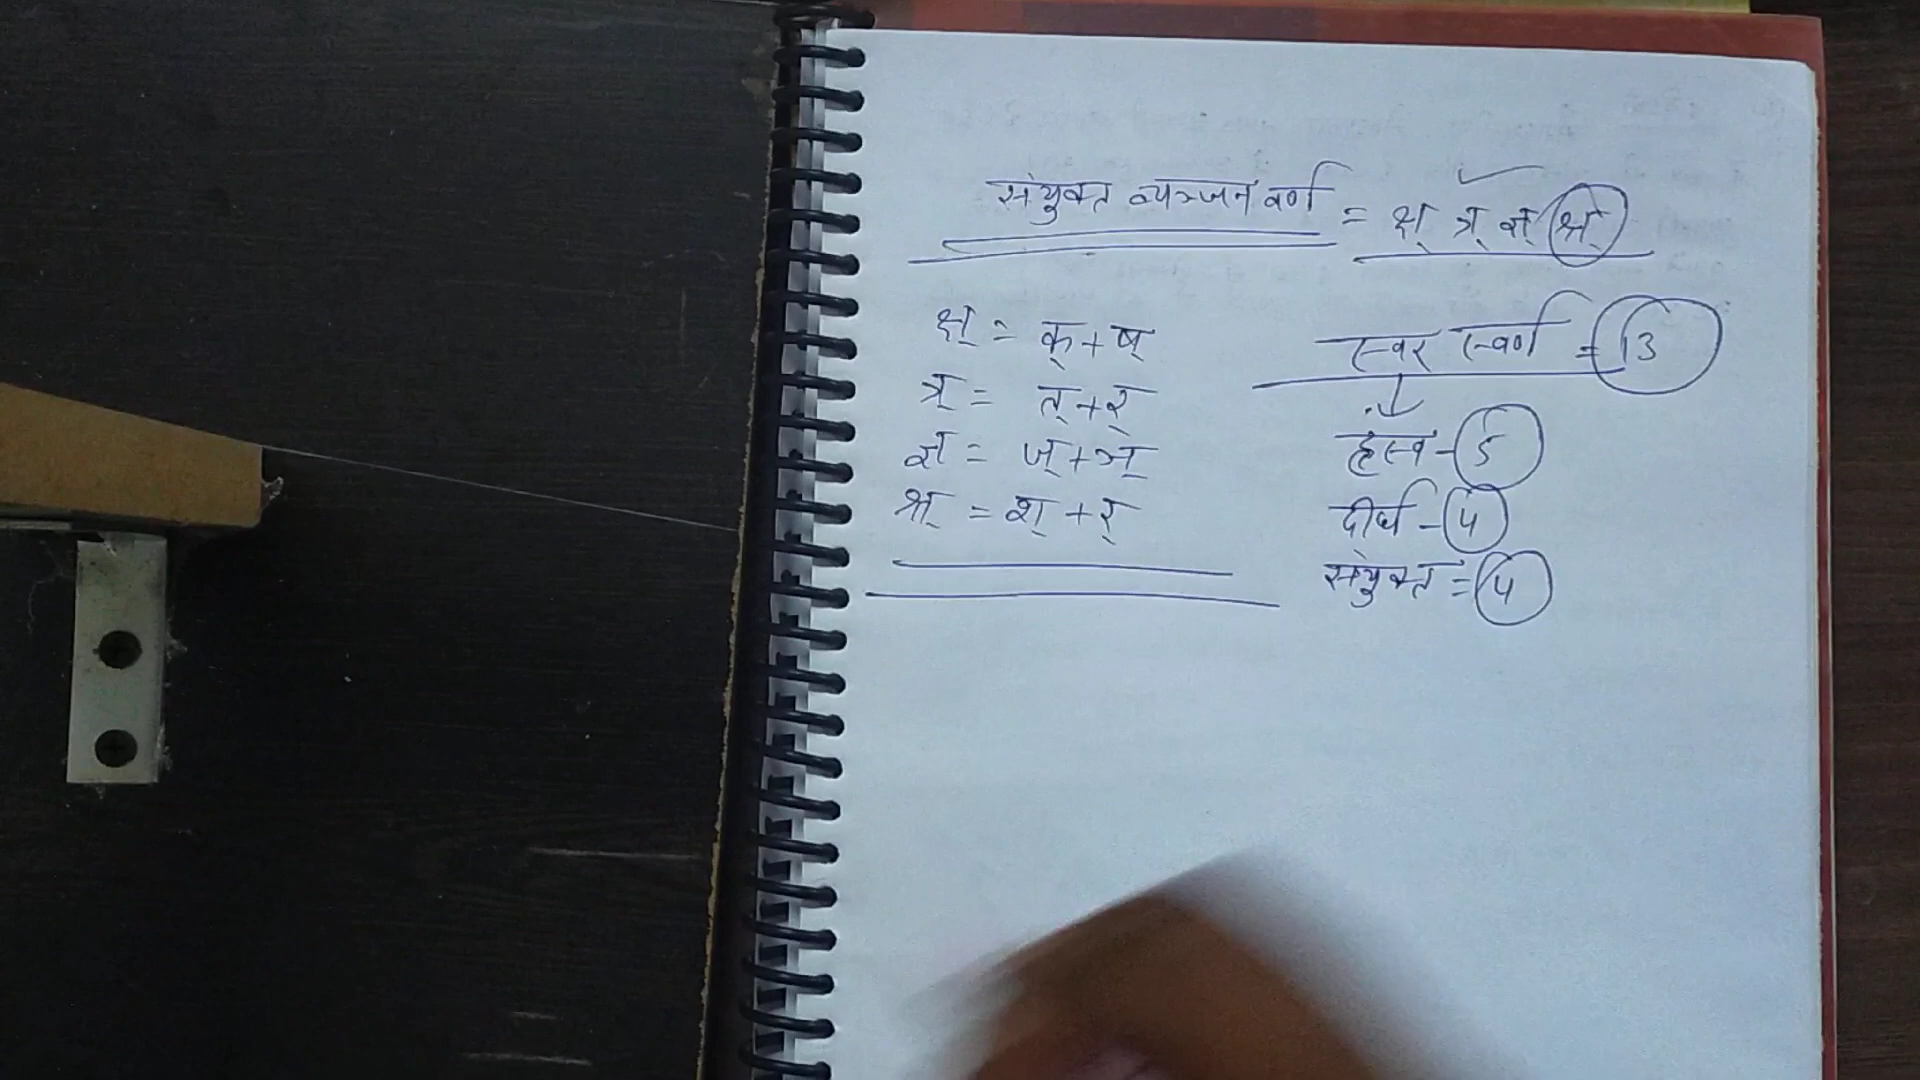 संयुक्त व्यञ्जन वर्ण = क्ष् त्र् ज्ञ् श्र्
क्ष् = क् + ष्
त्र् = त् + र्
ज्ञ = ज् + ञ्
श्र् = श् + र्
स्वर स्वर्ण = 13
ह्रस्व - 5
दीर्घ - 4
संयुक्त = 4